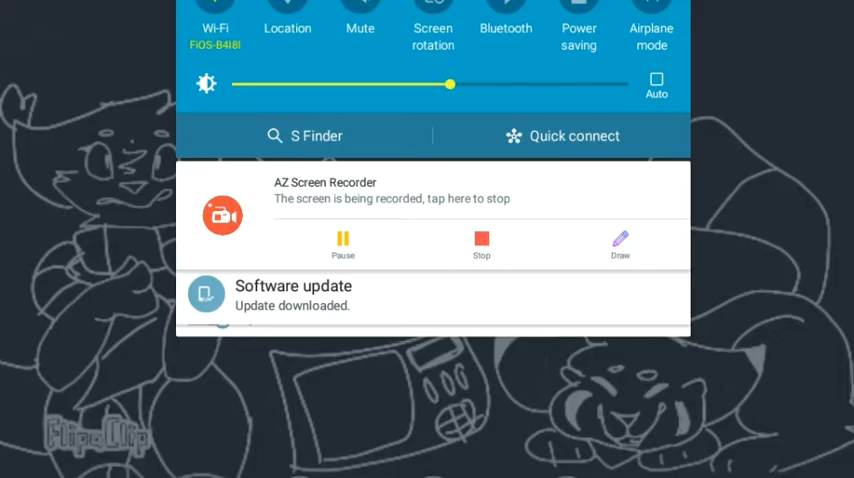 Wi-Fi
FiOS-B4I8I
Location
Mute
Screen
rotation
Bluetooth
Power
saving
Airplane
mode
Auto
S Finder
Quick connect
AZ Screen Recorder
The screen is being recorded, tap here to stop
Pause
Stop
Draw
Software update
Update downloaded.
FlipaClip